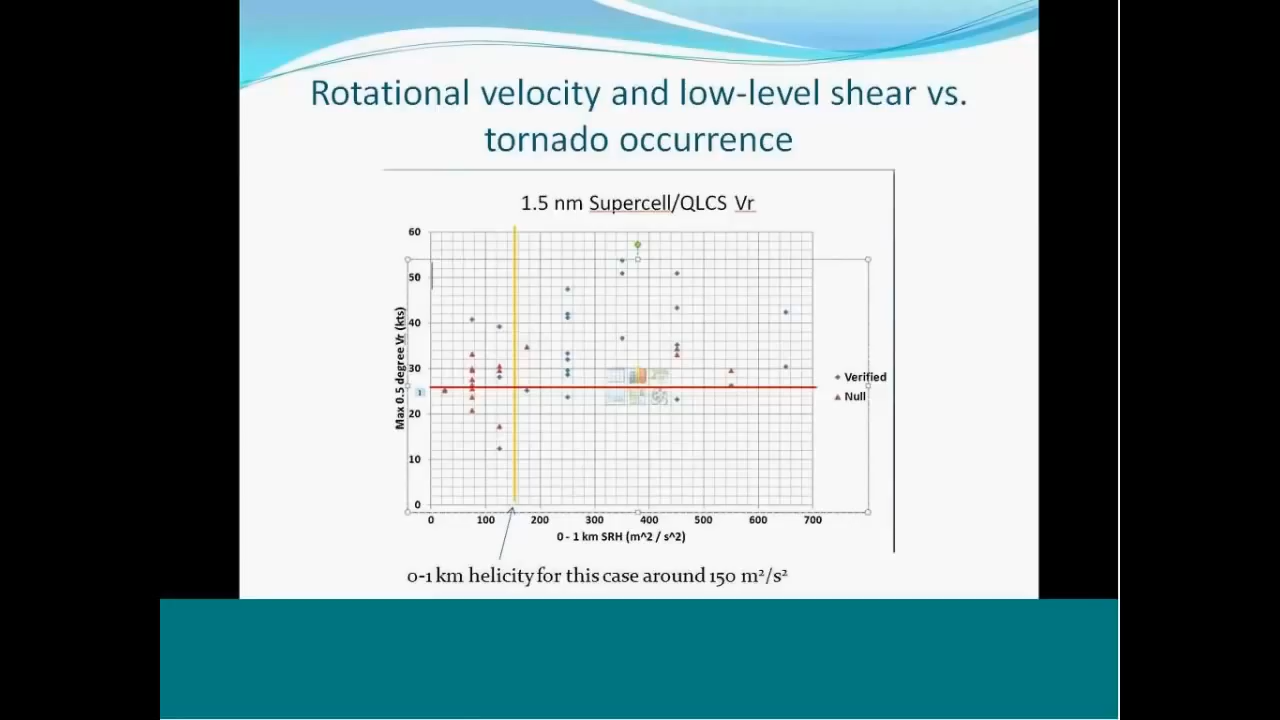 Rotational velocity and low-level shear vs.
tornado occurrence
1.5 nm Supercell/QLCS Vr
60
50
40
30
20
10
0
Max 0.5 degree Vr (kts)
1
Verified
Null
0 100 200 300 400 500 600 700
0 - 1 km SRH (m^2 / s^2)
0-1 km helicity for this case around 150 m²/s²